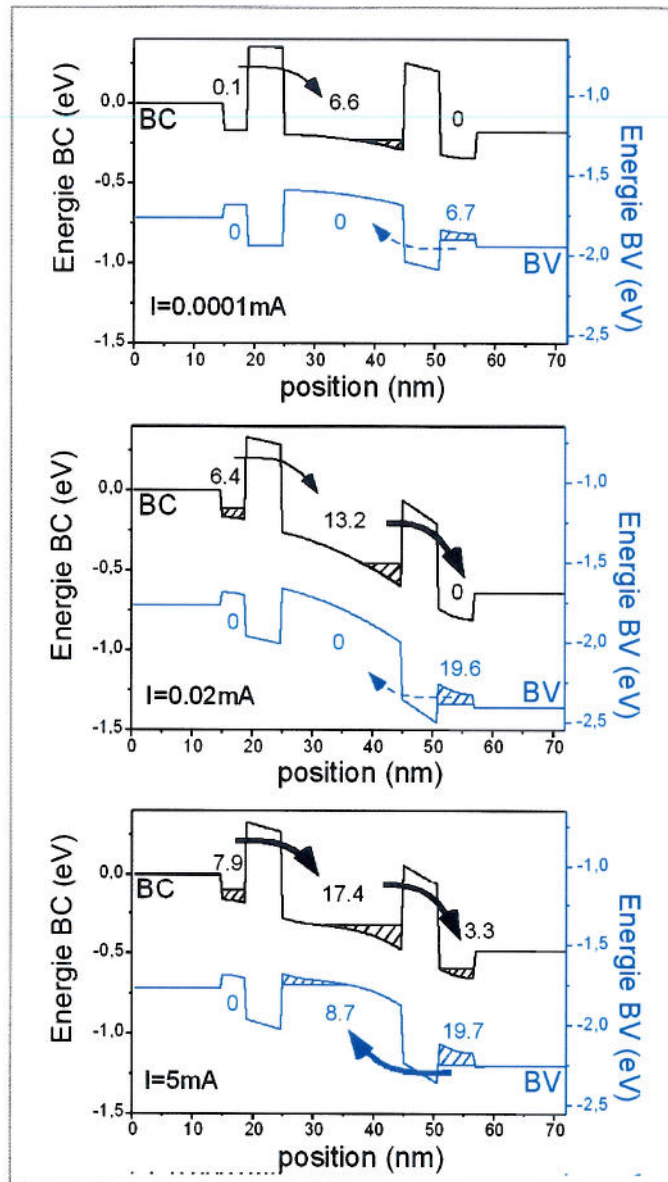 0.1
6.6
0
BC
0
0
6.7
BV
I=0.0001mA
0.0
-0.5
-1.0
-1.5
Energie BC (eV)
-1,0
-1,5
-2,0
-2,5
Energie BV (eV)
0 10 20 30 40 50 60 70
position (nm)
6.4
13.2
0
BC
0
0
19.6
BV
I=0.02mA
0.0
-0.5
-1.0
-1.5
Energie BC (eV)
-1,0
-1,5
-2,0
-2,5
Energie BV (eV)
0 10 20 30 40 50 60 70
position (nm)
7.9
17.4
3.3
BC
0
8.7
19.7
BV
I=5mA
0.0
-0.5
-1.0
-1.5
Energie BC (eV)
-1,0
-1,5
-2,0
-2,5
Energie BV (eV)
0 10 20 30 40 50 60 70
position (nm)